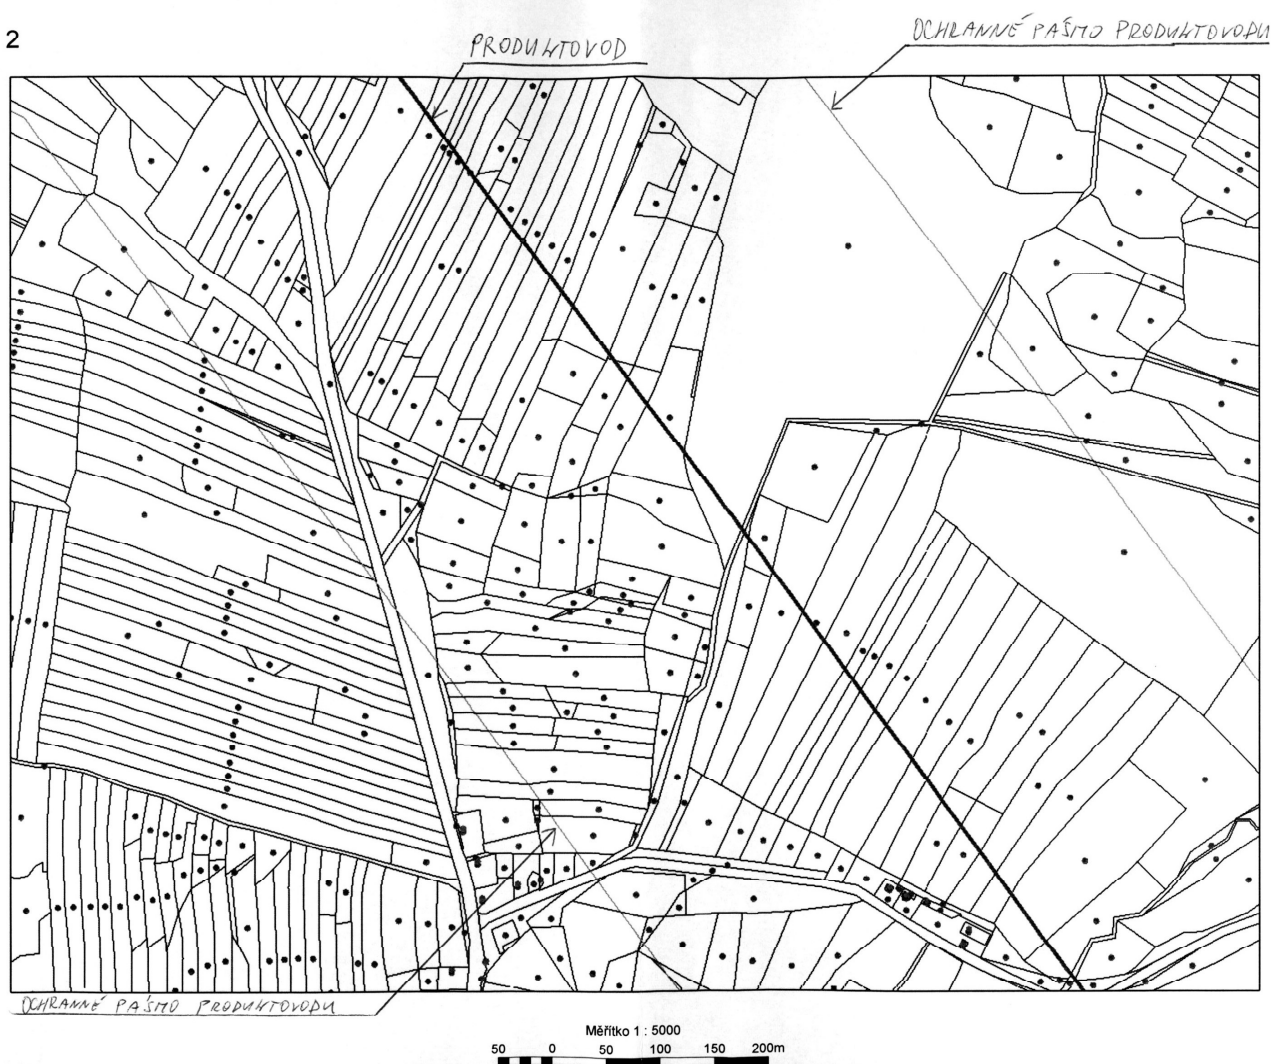 2
PRODUKTOVOD
OCHRANNÉ PÁSMO PRODUKTOVODU
OCHRANNÉ PÁSMO PRODUKTOVODU
Měřítko 1 : 5000
50 0 50 100 150 200m